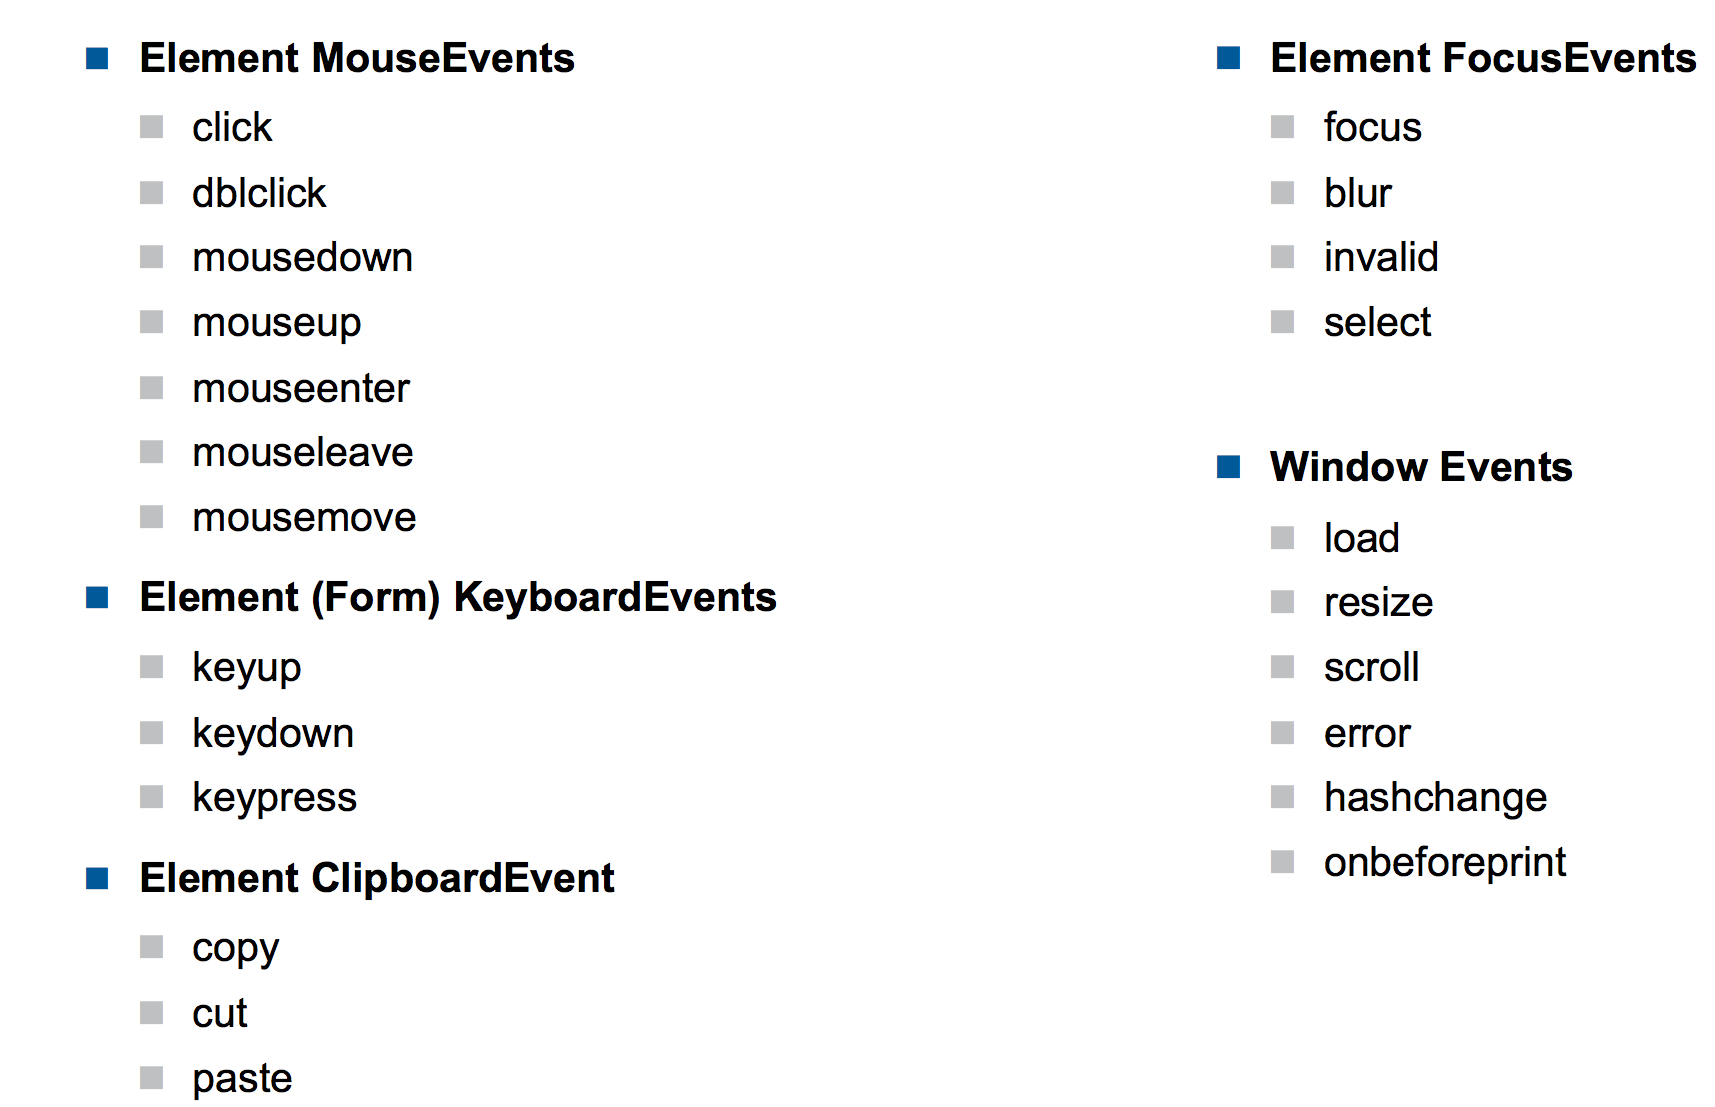 Element MouseEvents
click
dblclick
mousedown
mouseup
mouseenter
mouseleave
mousemove
Element (Form) KeyboardEvents
keyup
keydown
keypress
Element ClipboardEvent
copy
cut
paste
Element FocusEvents
focus
blur
invalid
select
Window Events
load
resize
scroll
error
hashchange
onbeforeprint